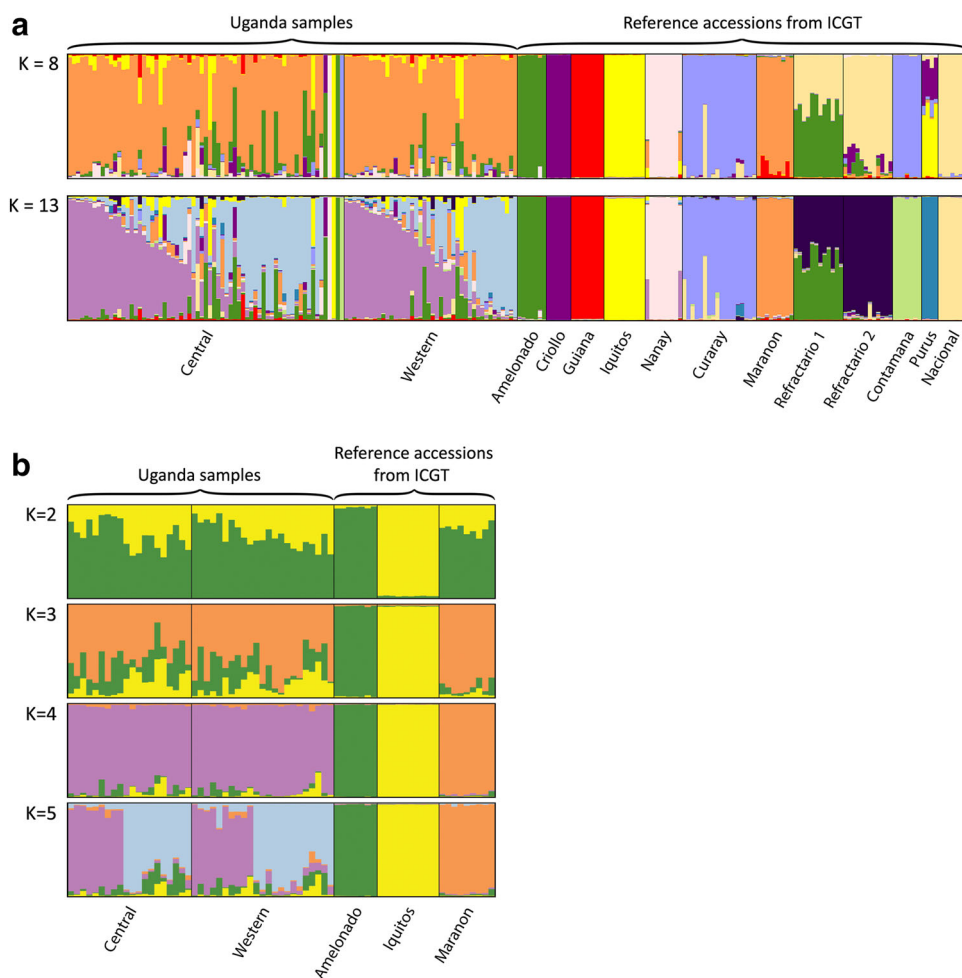 a
Uganda samples
Reference accessions from ICGT
K = 8
K = 13
Central
Western
Amelonado
Criollo
Guiana
Iquitos
Nanay
Curaray
Maranon
Refractario 1
Refractario 2
Contamana
Purus
Nacional
b
Uganda samples
Reference accessions
from ICGT
K=2
K=3
K=4
K=5
Central
Western
Amelonado
Iquitos
Maranon